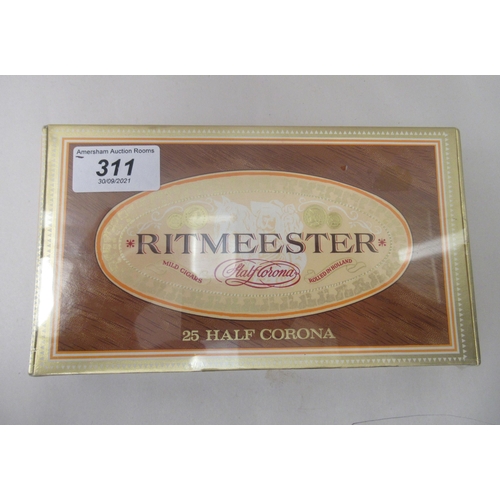 Amersham Auction Rooms
311
30/09/2021
RITMEESTER
MILD CIGARS
Half Corona
ROLLED IN HOLLAND
25 HALF CORONA